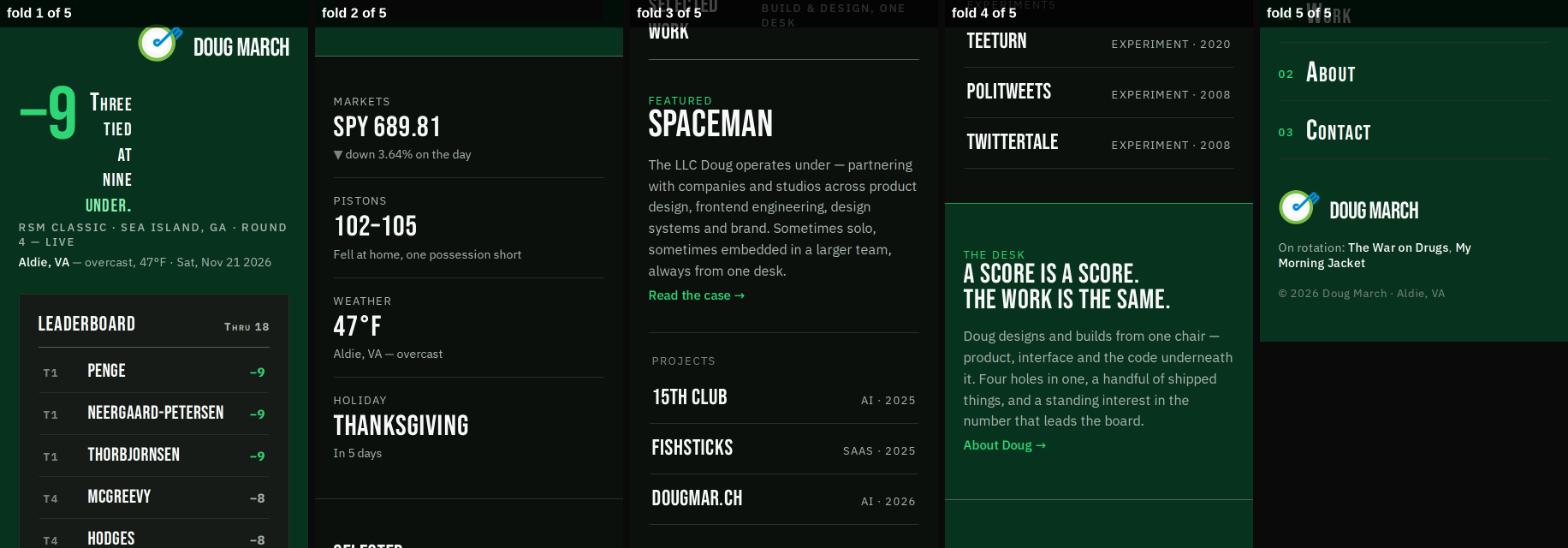 fold 1 of 5
DOUG MARCH
–9
THREE
TIED
AT
NINE
UNDER.
RSM CLASSIC · SEA ISLAND, GA · ROUND
4 — LIVE
Aldie, VA — overcast, 47°F · Sat, Nov 21 2026
LEADERBOARD THRU 18
T1 PENGE –9
T1 NEERGAARD-PETERSEN –9
T1 THORBJORNSEN –9
T4 MCGREEVY –8
T4 HODGES –8
fold 2 of 5
MARKETS
SPY 689.81
▼ down 3.64% on the day
PISTONS
102–105
Fell at home, one possession short
WEATHER
47°F
Aldie, VA — overcast
HOLIDAY
THANKSGIVING
In 5 days
SELECTED
fold 3 of 5
SELECTED
WORK
BUILD & DESIGN, ONE
DESK
FEATURED
SPACEMAN
The LLC Doug operates under — partnering
with companies and studios across product
design, frontend engineering, design
systems and brand. Sometimes solo,
sometimes embedded in a larger team,
always from one desk.
Read the case →
PROJECTS
15TH CLUB AI · 2025
FISHSTICKS SAAS · 2025
DOUGMAR.CH AI · 2026
fold 4 of 5
EXPERIMENTS
TEETURN EXPERIMENT · 2020
POLITWEETS EXPERIMENT · 2008
TWITTERTALE EXPERIMENT · 2008
THE DESK
A SCORE IS A SCORE.
THE WORK IS THE SAME.
Doug designs and builds from one chair —
product, interface and the code underneath
it. Four holes in one, a handful of shipped
things, and a standing interest in the
number that leads the board.
About Doug →
fold 5 of 5
WORK
02 ABOUT
03 CONTACT
DOUG MARCH
On rotation: The War on Drugs, My
Morning Jacket
© 2026 Doug March · Aldie, VA